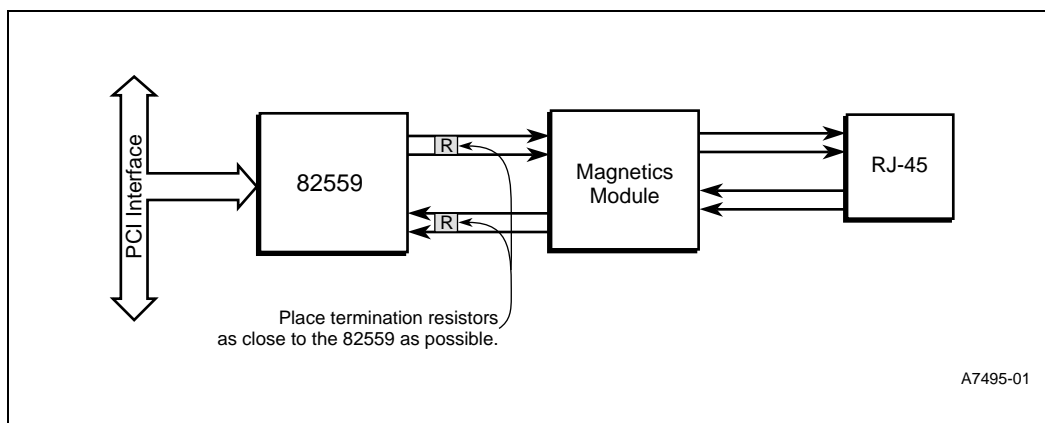 PCI Interface
82559
R
R
Magnetics
Module
RJ-45
Place termination resistors
as close to the 82559 as possible.
A7495-01